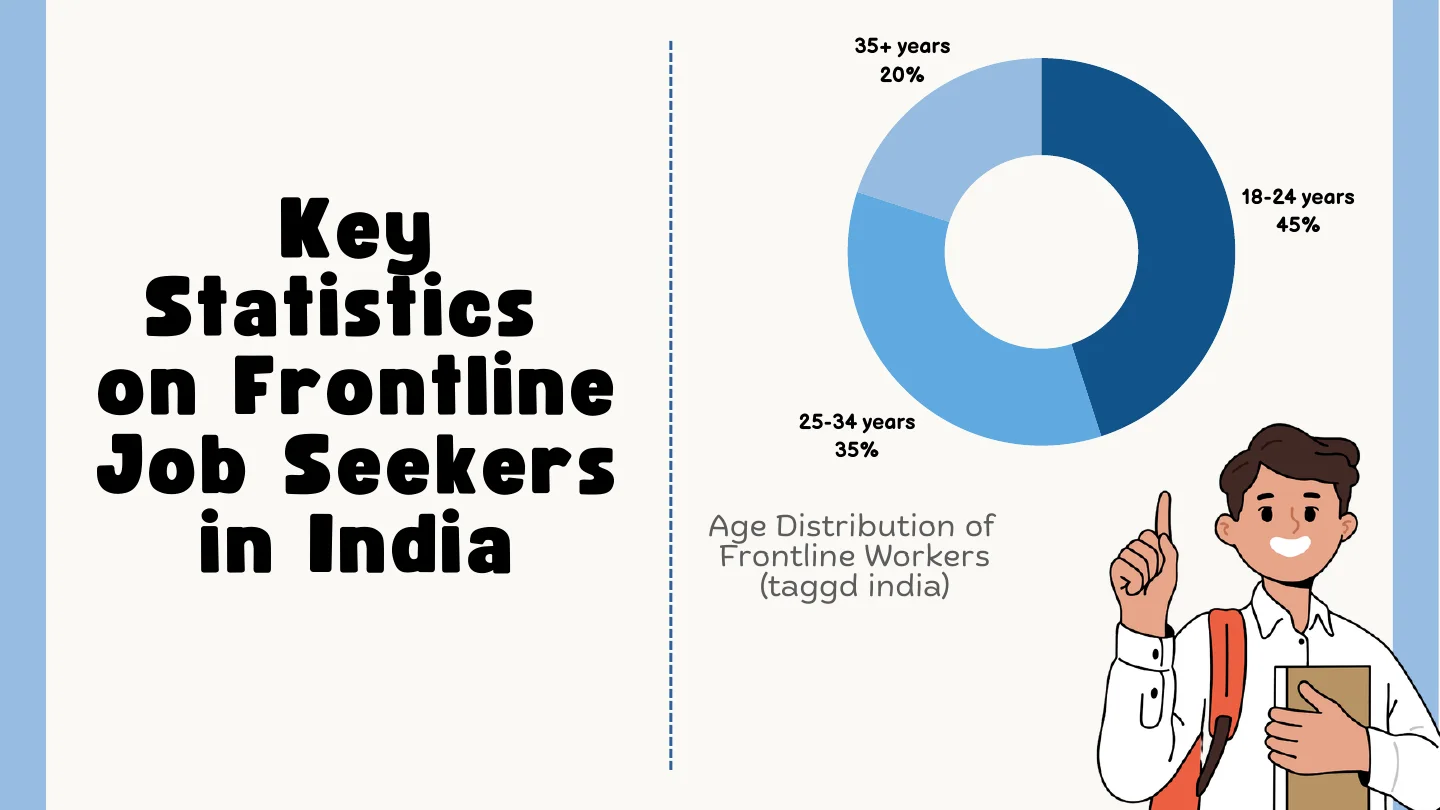 Key
Statistics
on Frontline
Job Seekers
in India
35+ years
20%
18-24 years
45%
25-34 years
35%
Age Distribution of
Frontline Workers
(taggd india)